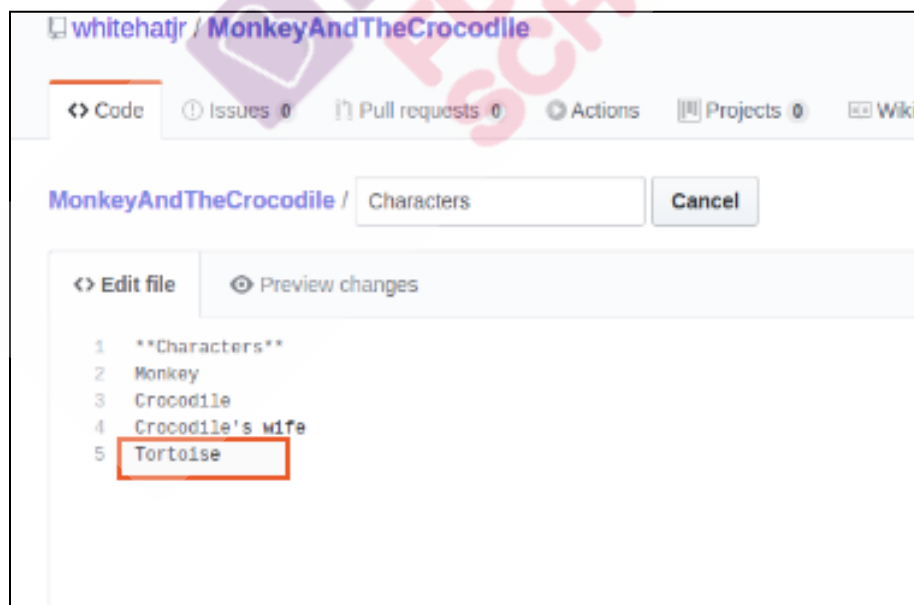 whitehatjr / MonkeyAndTheCrocodile
<> Code Issues 0 Pull requests 0 Actions Projects 0 Wiki
MonkeyAndTheCrocodile / Characters Cancel
<> Edit file Preview changes
1 **Characters**
2 Monkey
3 Crocodile
4 Crocodile's wife
5 Tortoise